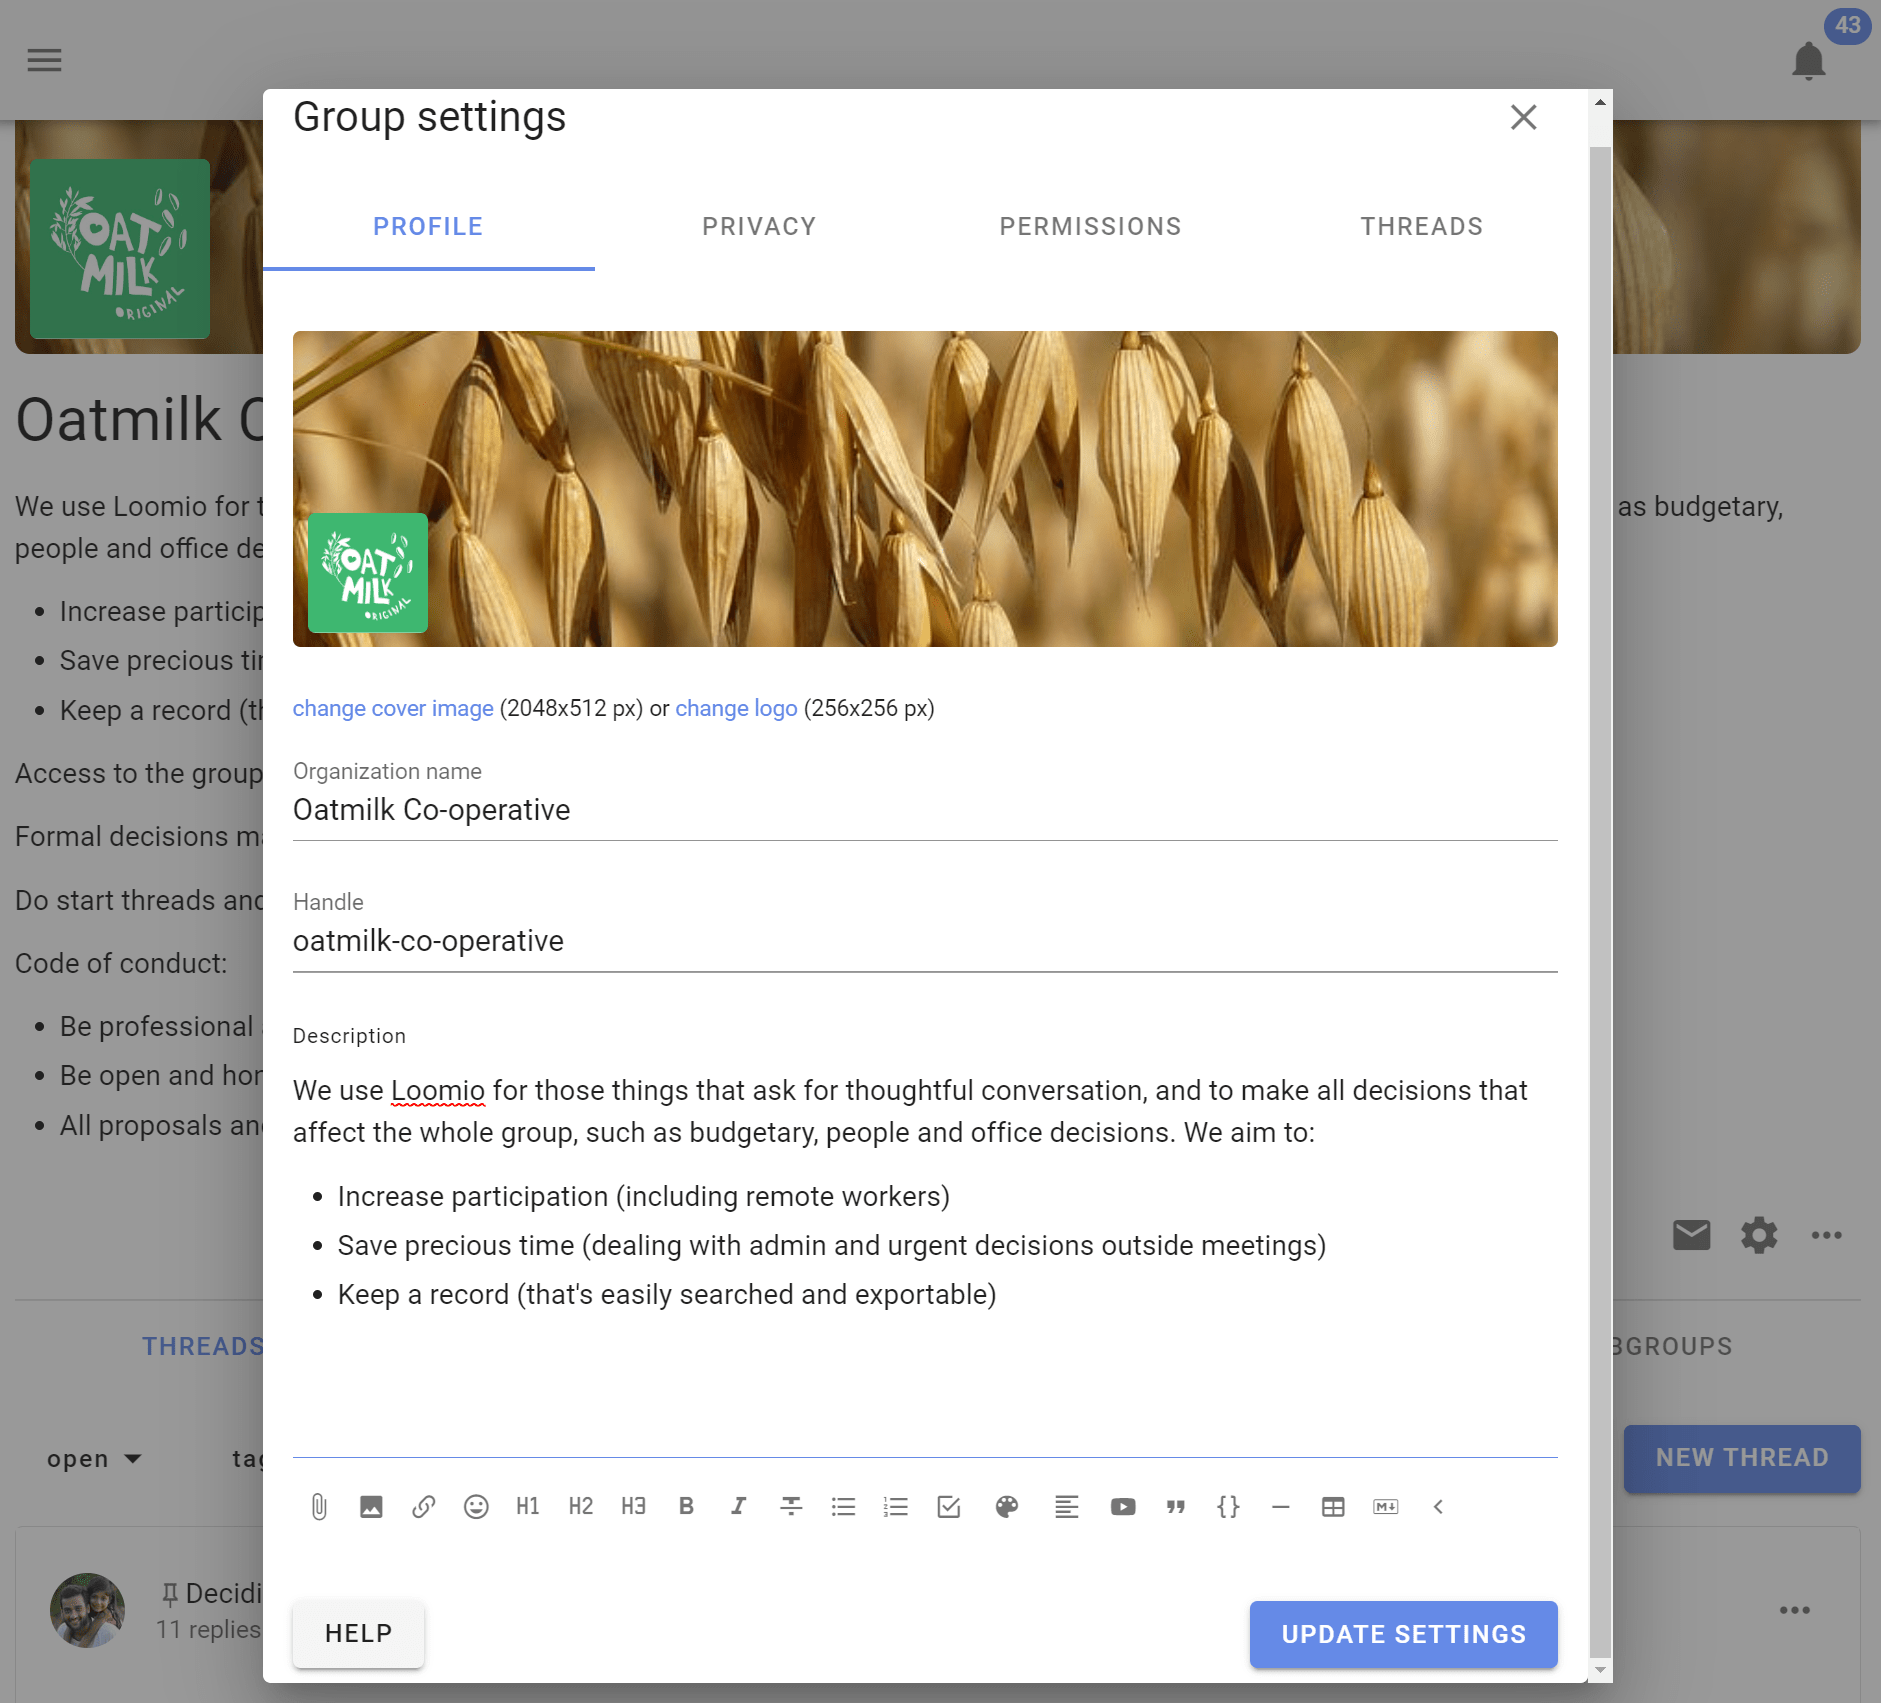 43
Group settings
PROFILE PRIVACY PERMISSIONS THREADS
OAT
MILK
ORIGINAL
OAT
MILK
ORIGINAL
change cover image (2048x512 px) or change logo (256x256 px)
Organization name
Oatmilk Co-operative
Handle
oatmilk-co-operative
Description
We use Loomio for those things that ask for thoughtful conversation, and to make all decisions that
affect the whole group, such as budgetary, people and office decisions. We aim to:
• Increase participation (including remote workers)
• Save precious time (dealing with admin and urgent decisions outside meetings)
• Keep a record (that's easily searched and exportable)
H1 H2 H3 B I
HELP
UPDATE SETTINGS
Oatmilk C
We use Loomio for t
as budgetary,
people and office de
• Increase particip
• Save precious ti
• Keep a record (t
Access to the group
Formal decisions m
Do start threads and
Code of conduct:
• Be professional
• Be open and hon
• All proposals and
THREADS
BGROUPS
open
tag
NEW THREAD
Decidi
11 replies